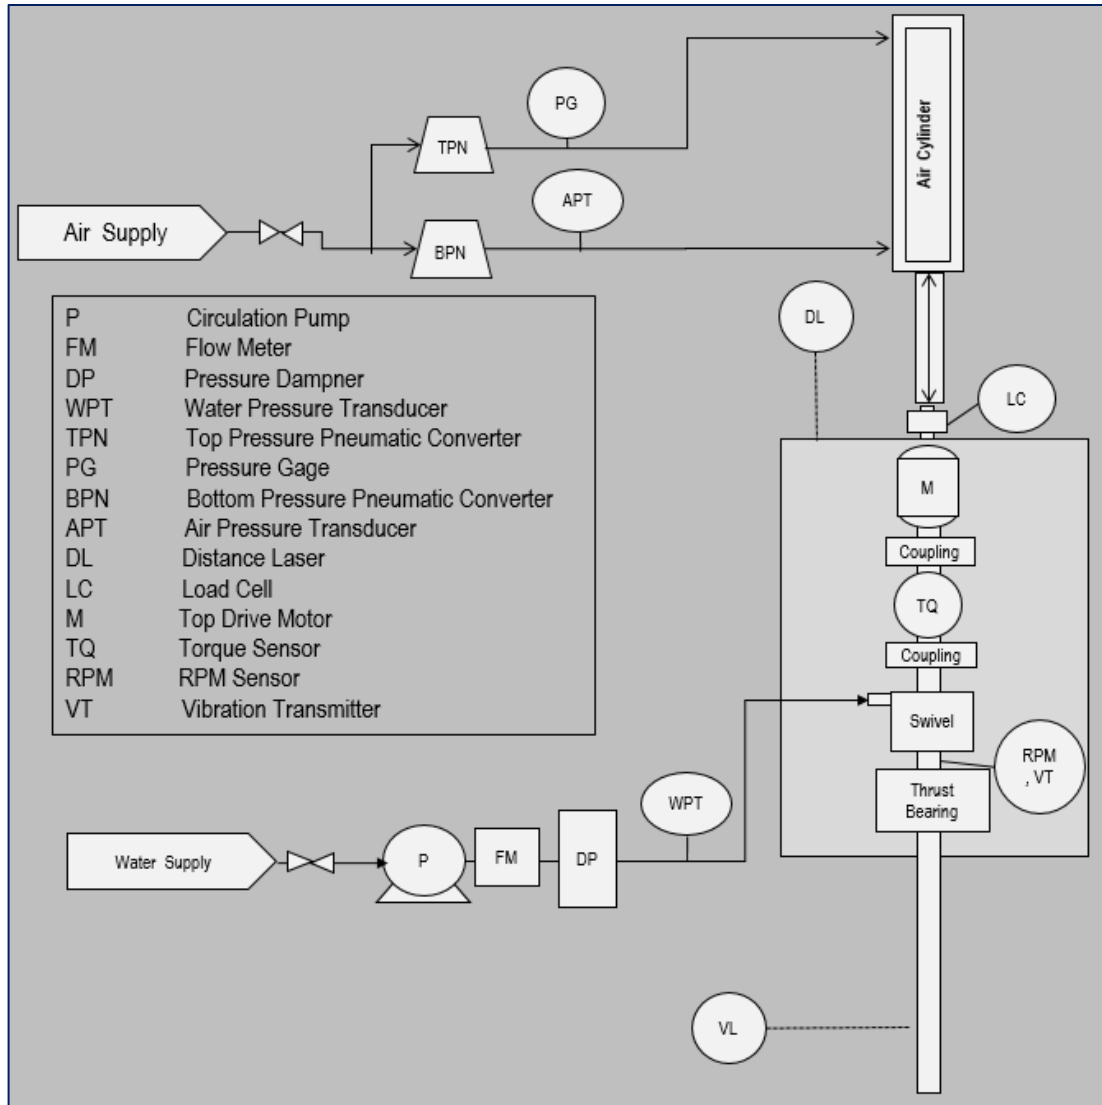 PG
TPN
Air Cylinder
APT
Air Supply
BPN
P Circulation Pump
FM Flow Meter
DP Pressure Dampner
WPT Water Pressure Transducer
TPN Top Pressure Pneumatic Converter
PG Pressure Gage
BPN Bottom Pressure Pneumatic Converter
APT Air Pressure Transducer
DL Distance Laser
LC Load Cell
M Top Drive Motor
TQ Torque Sensor
RPM RPM Sensor
VT Vibration Transmitter
DL
LC
M
Coupling
TQ
Coupling
Swivel
RPM
, VT
Thrust
Bearing
WPT
Water Supply
P
FM
DP
VL